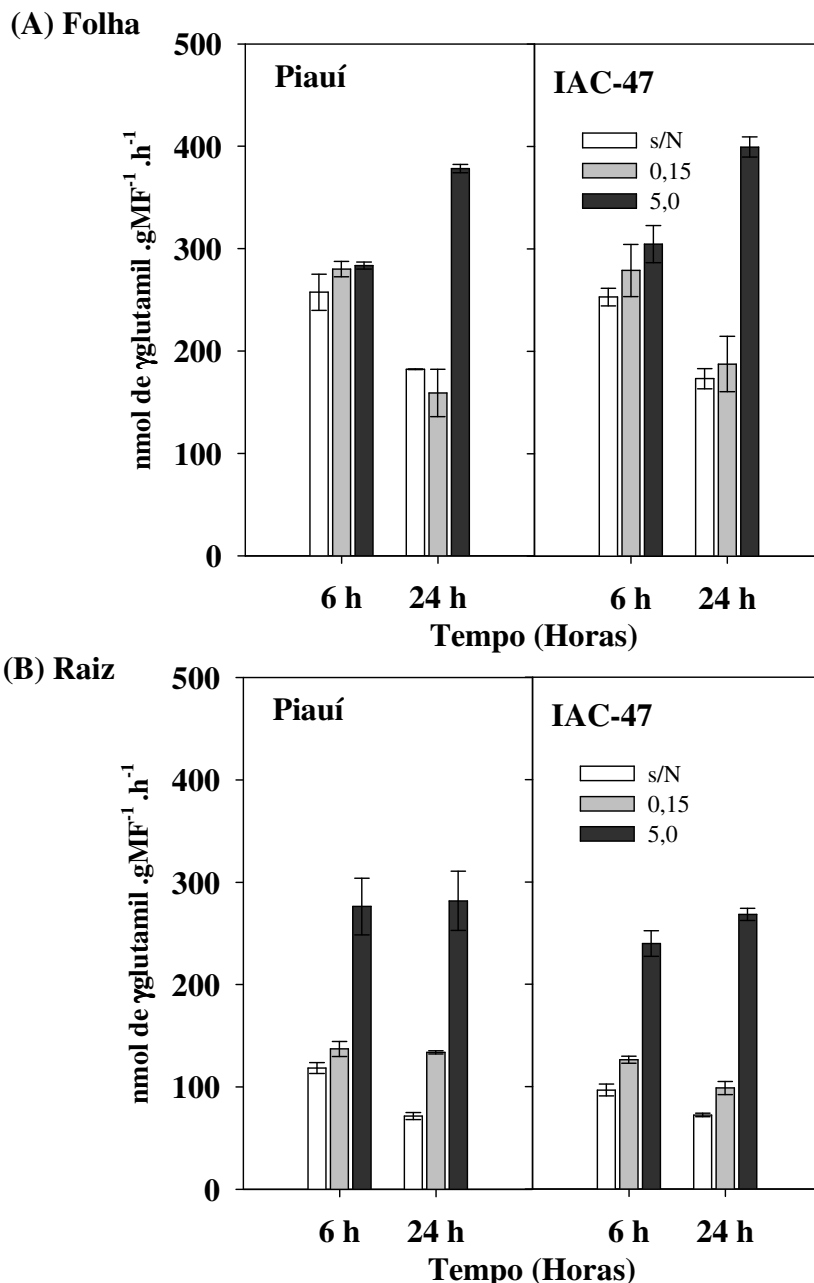 (A) Folha
nmol de γglutamil .gMF⁻¹ .h⁻¹
500
400
300
200
100
0
Piauí
IAC-47
s/N
0,15
5,0
6 h 24 h 6 h 24 h
Tempo (Horas)
(B) Raiz
nmol de γglutamil .gMF⁻¹ .h⁻¹
500
400
300
200
100
0
Piauí
IAC-47
s/N
0,15
5,0
6 h 24 h 6 h 24 h
Tempo (Horas)